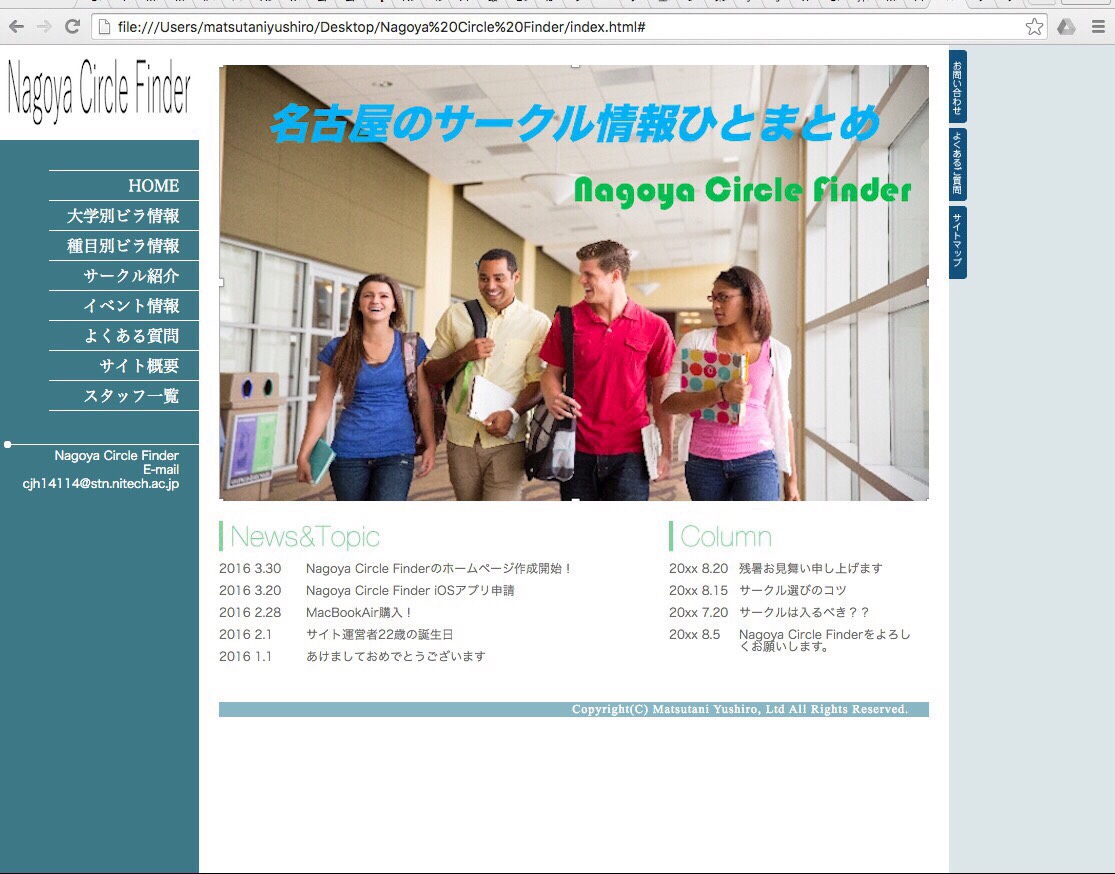 file:///Users/matsutaniyushiro/Desktop/Nagoya%20Circle%20Finder/index.html#
Nagoya Circle Finder
HOME
大学別ビラ情報
種目別ビラ情報
サークル紹介
イベント情報
よくある質問
サイト概要
スタッフ一覧
Nagoya Circle Finder
E-mail
cjh14114@stn.nitech.ac.jp
名古屋のサークル情報ひとまとめ
Nagoya Circle Finder
News&Topic
2016 3.30 Nagoya Circle Finderのホームページ作成開始！
2016 3.20 Nagoya Circle Finder iOSアプリ申請
2016 2.28 MacBookAir購入！
2016 2.1 サイト運営者22歳の誕生日
2016 1.1 あけましておめでとうございます
Column
20xx 8.20 残暑お見舞い申し上げます
20xx 8.15 サークル選びのコツ
20xx 7.20 サークルは入るべき？？
20xx 8.5 Nagoya Circle Finderをよろし
くお願いします。
Copyright(C) Matsutani Yushiro, Ltd All Rights Reserved.
お問い合わせ
よくあるご質問
サイトマップ